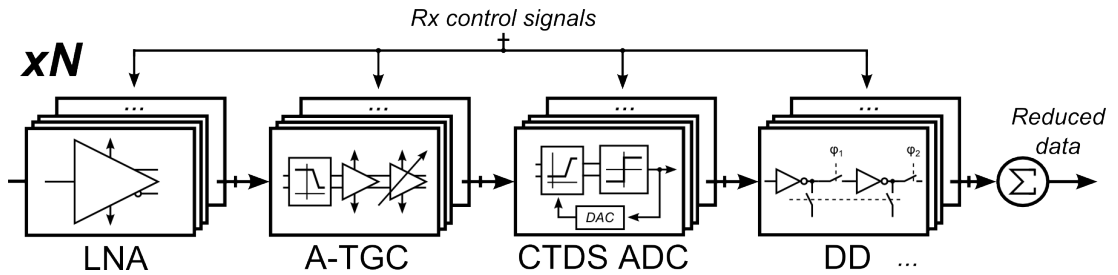 Rx control signals
xN
...
...
...
...
Reduced
data
φ1
φ2
Σ
DAC
LNA
A-TGC
CTDS ADC
DD ...